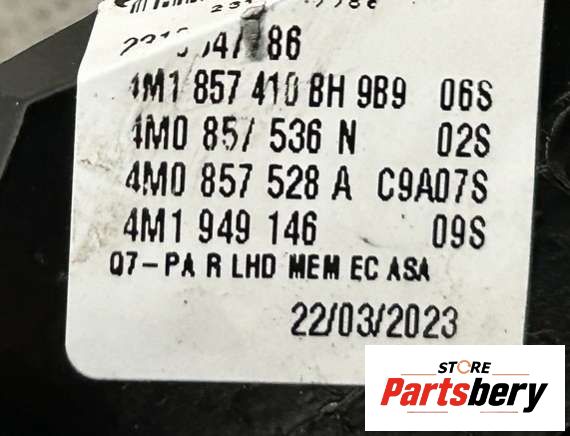 4M1 857 410 BH 9B9 06S
4M0 857 536 N 02S
4M0 857 528 A C9A07S
4M1 949 146 09S
Q7-PA R LHD MEM EC ASA
22/03/2023
STORE
Partsbery